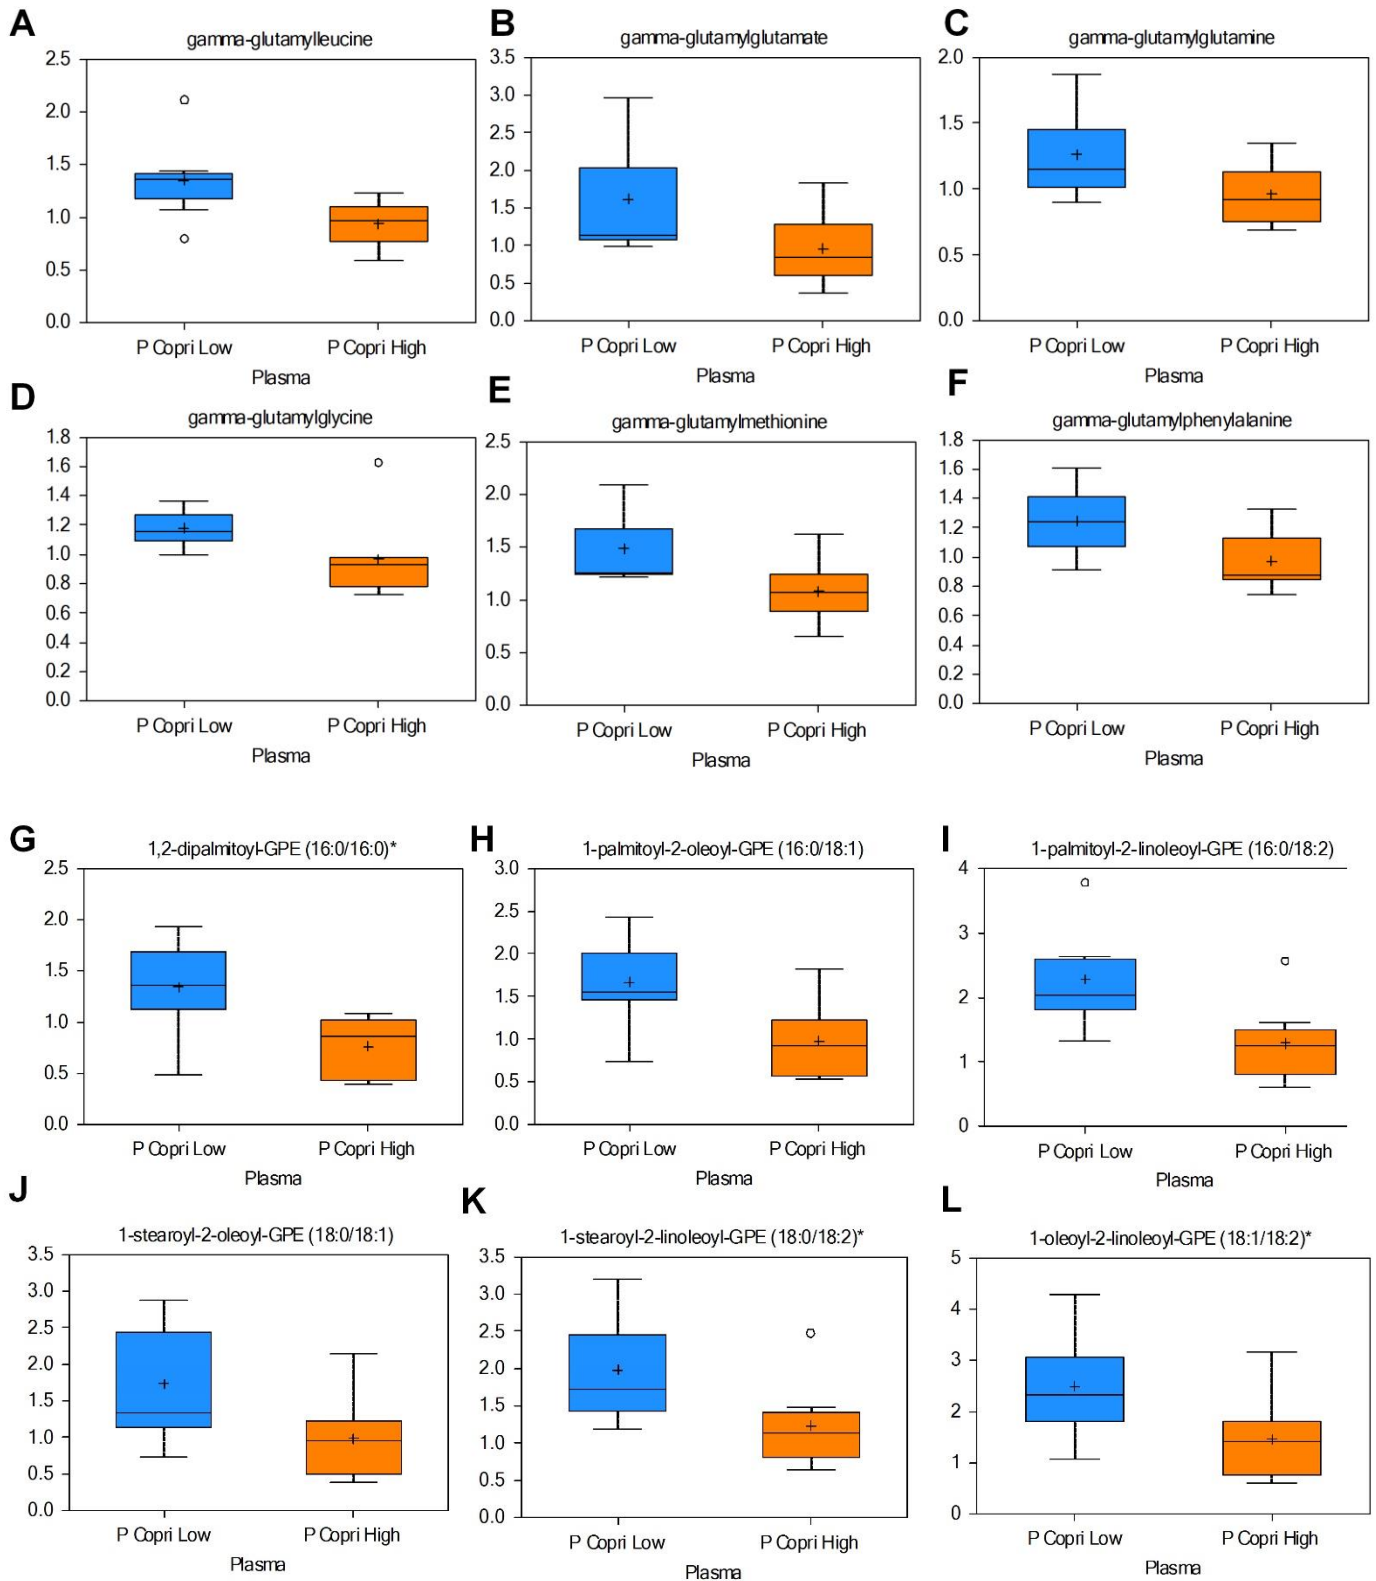 A
gamma-glutamylleucine
2.5
2.0
1.5
1.0
0.5
0.0
P Copri Low
P Copri High
Plasma
B
gamma-glutamylglutamate
3.5
3.0
2.5
2.0
1.5
1.0
0.5
0.0
P Copri Low
P Copri High
Plasma
C
gamma-glutamylglutamine
2.0
1.5
1.0
0.5
0.0
P Copri Low
P Copri High
Plasma
D
gamma-glutamylglycine
1.8
1.6
1.4
1.2
1.0
0.8
0.6
0.4
0.2
0.0
P Copri Low
P Copri High
Plasma
E
gamma-glutamylmethionine
2.5
2.0
1.5
1.0
0.5
0.0
P Copri Low
P Copri High
Plasma
F
gamma-glutamylphenylalanine
1.8
1.6
1.4
1.2
1.0
0.8
0.6
0.4
0.2
0.0
P Copri Low
P Copri High
Plasma
G
1,2-dipalmitoyl-GPE (16:0/16:0)*
2.5
2.0
1.5
1.0
0.5
0.0
P Copri Low
P Copri High
Plasma
H
1-palmitoyl-2-oleoyl-GPE (16:0/18:1)
3.0
2.5
2.0
1.5
1.0
0.5
0.0
P Copri Low
P Copri High
Plasma
I
1-palmitoyl-2-linoleoyl-GPE (16:0/18:2)
4
3
2
1
0
P Copri Low
P Copri High
Plasma
J
1-stearoyl-2-oleoyl-GPE (18:0/18:1)
3.5
3.0
2.5
2.0
1.5
1.0
0.5
0.0
P Copri Low
P Copri High
Plasma
K
1-stearoyl-2-linoleoyl-GPE (18:0/18:2)*
3.5
3.0
2.5
2.0
1.5
1.0
0.5
0.0
P Copri Low
P Copri High
Plasma
L
1-oleoyl-2-linoleoyl-GPE (18:1/18:2)*
5
4
3
2
1
0
P Copri Low
P Copri High
Plasma